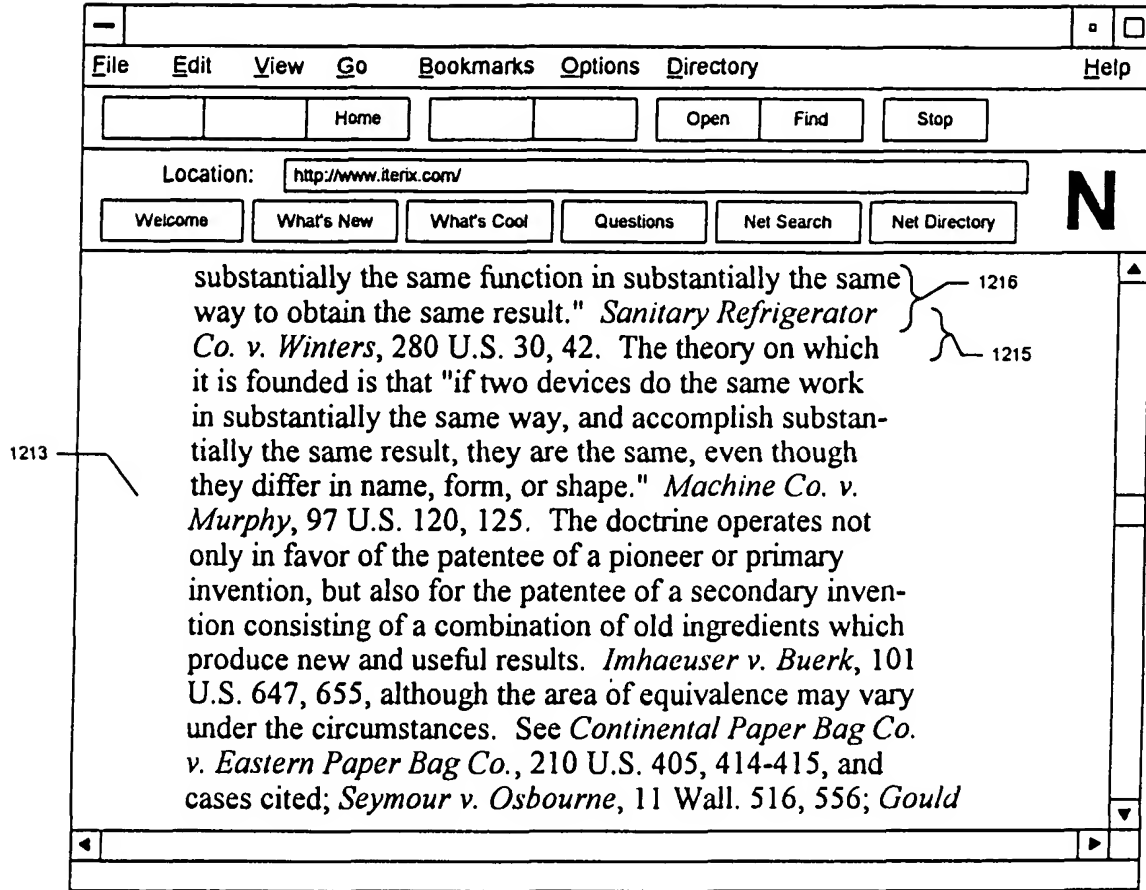 File Edit View Go Bookmarks Options Directory Help
Home Open Find Stop
Location: http://www.iterix.com/
N
Welcome What's New What's Cool Questions Net Search Net Directory
substantially the same function in substantially the same
1216
way to obtain the same result." Sanitary Refrigerator
Co. v. Winters, 280 U.S. 30, 42. The theory on which
1215
it is founded is that "if two devices do the same work
in substantially the same way, and accomplish substan-
tially the same result, they are the same, even though
1213
they differ in name, form, or shape." Machine Co. v.
Murphy, 97 U.S. 120, 125. The doctrine operates not
only in favor of the patentee of a pioneer or primary
invention, but also for the patentee of a secondary inven-
tion consisting of a combination of old ingredients which
produce new and useful results. Imhaeuser v. Buerk, 101
U.S. 647, 655, although the area of equivalence may vary
under the circumstances. See Continental Paper Bag Co.
v. Eastern Paper Bag Co., 210 U.S. 405, 414-415, and
cases cited; Seymour v. Osbourne, 11 Wall. 516, 556; Gould